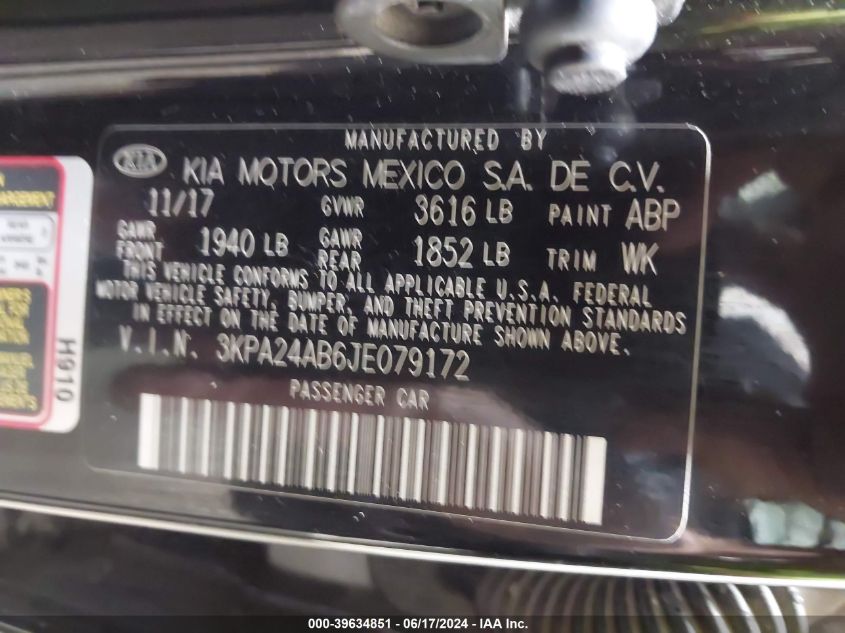 MANUFACTURED BY
KIA KIA MOTORS MEXICO S.A. DE C.V.
11/17 GVWR 3616 LB PAINT ABP
GAWR FRONT 1940 LB GAWR REAR 1852 LB TRIM WK
THIS VEHICLE CONFORMS TO ALL APPLICABLE U.S.A. FEDERAL
MOTOR VEHICLE SAFETY, BUMPER, AND THEFT PREVENTION STANDARDS
IN EFFECT ON THE DATE OF MANUFACTURE SHOWN ABOVE.
V.I.N. 3KPA24AB6JE079172
PASSENGER CAR
H910
000-39634851 - 06/17/2024 - IAA Inc.